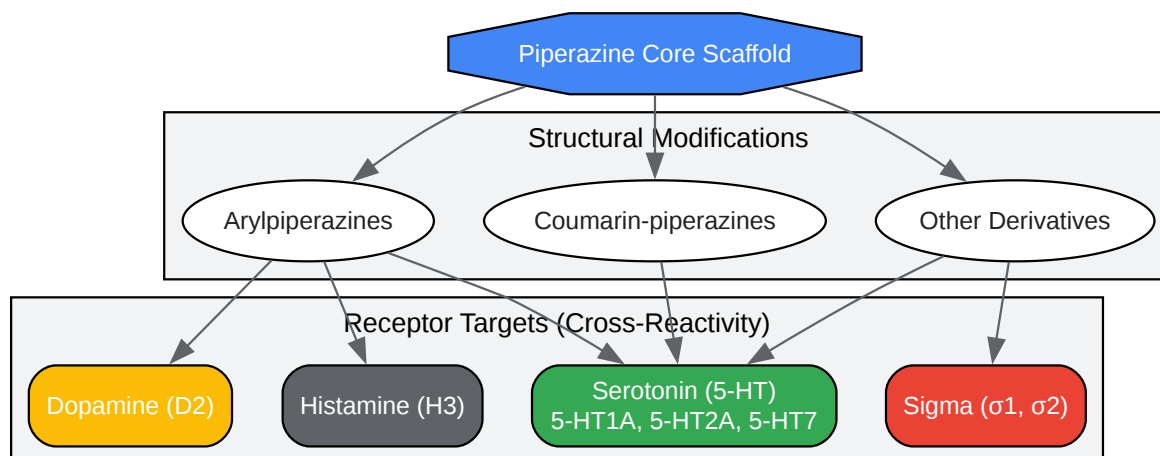 Piperazine Core Scaffold
Structural Modifications
Arylpiperazines
Coumarin-piperazines
Other Derivatives
Receptor Targets (Cross-Reactivity)
Dopamine (D2)
Histamine (H3)
Serotonin (5-HT)
5-HT1A, 5-HT2A, 5-HT7
Sigma (σ1, σ2)